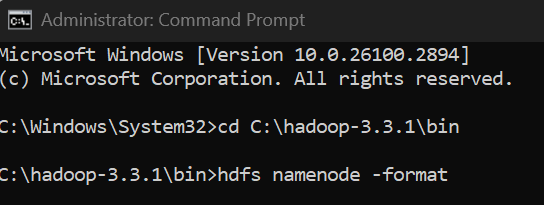 Administrator: Command Prompt
Microsoft Windows [Version 10.0.26100.2894]
(c) Microsoft Corporation. All rights reserved.
C:\Windows\System32>cd C:\hadoop-3.3.1\bin
C:\hadoop-3.3.1\bin>hdfs namenode -format